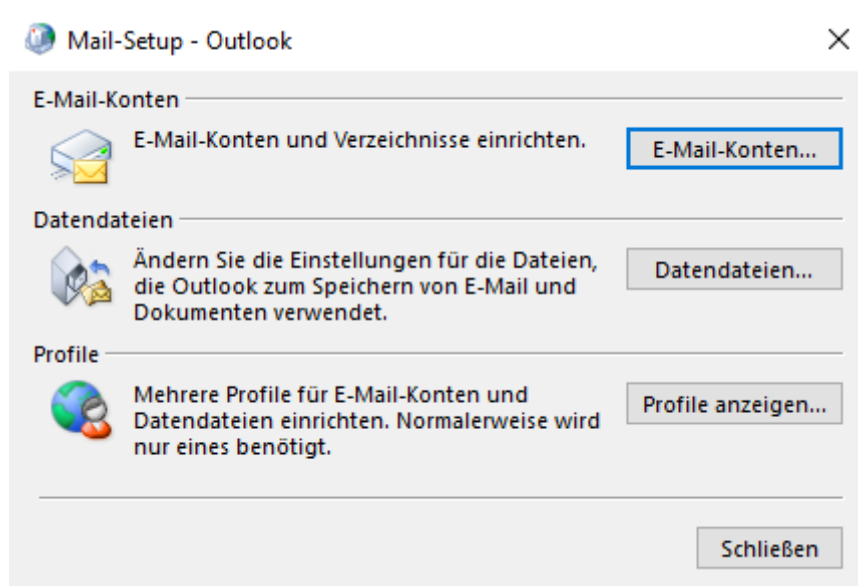 Mail-Setup - Outlook
E-Mail-Konten
E-Mail-Konten und Verzeichnisse einrichten.
E-Mail-Konten...
Datendateien
Ändern Sie die Einstellungen für die Dateien,
die Outlook zum Speichern von E-Mail und
Dokumenten verwendet.
Datendateien...
Profile
Mehrere Profile für E-Mail-Konten und
Datendateien einrichten. Normalerweise wird
nur eines benötigt.
Profile anzeigen...
Schließen